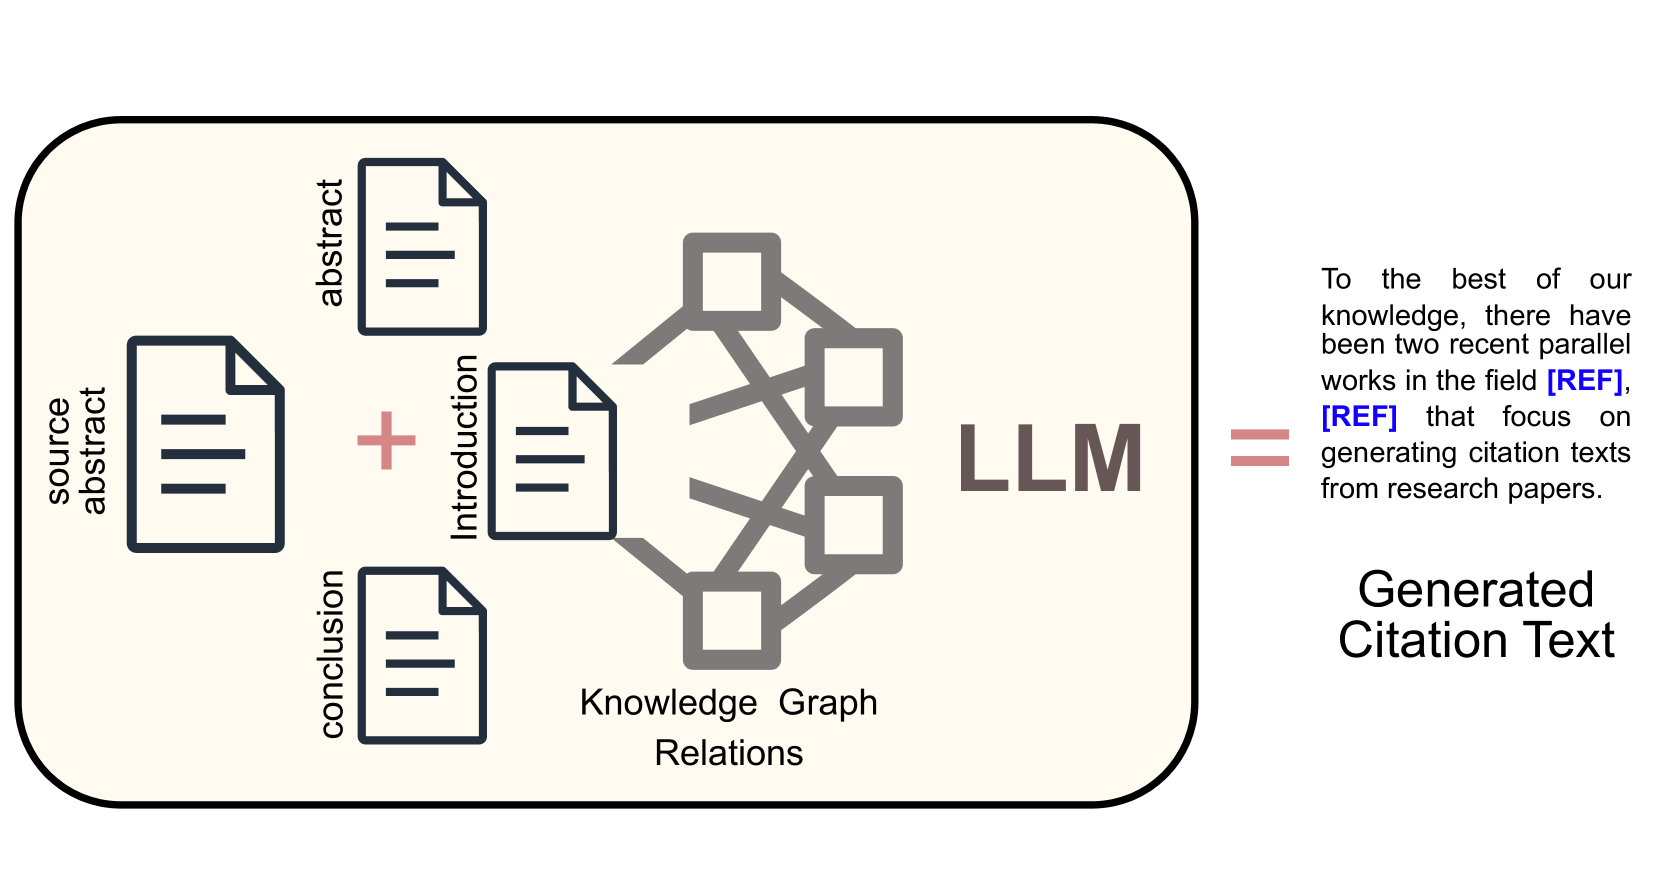 source
abstract
abstract
Introduction
conclusion
Knowledge Graph
Relations
LLM
To the best of our
knowledge, there have
been two recent parallel
works in the field [REF],
[REF] that focus on
generating citation texts
from research papers.
Generated
Citation Text